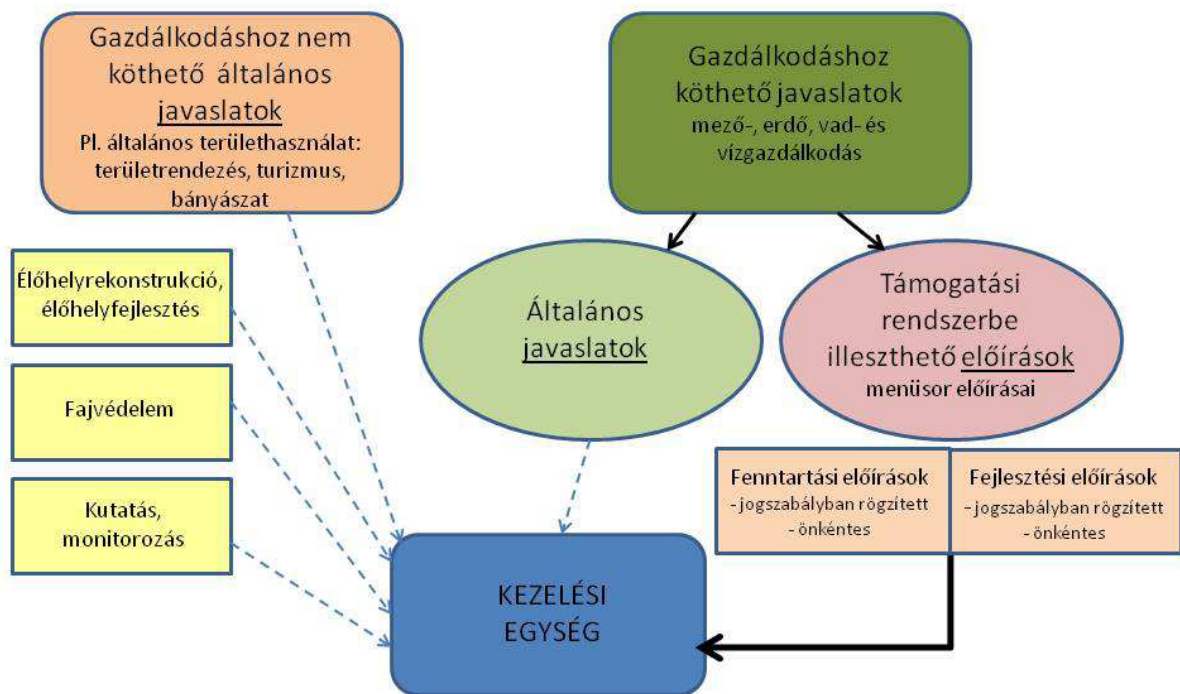 Gazdálkodáshoz nem
köthető általános
javaslatok
Pl. általános területhasználat:
területrendezés, turizmus,
bányászat
Gazdálkodáshoz
köthető javaslatok
mező-, erdő, vad- és
vízgazdálkodás
Élőhelyrekonstrukció,
élőhelyfejlesztés
Fajvédelem
Kutatás,
monitorozás
Általános
javaslatok
Támogatási
rendszerbe
illeszthető előírások
menüsor előírásai
Fenntartási előírások
- jogszabályban rögzített
- önkéntes
Fejlesztési előírások
- jogszabályban rögzített
- önkéntes
KEZELÉSI
EGYSÉG